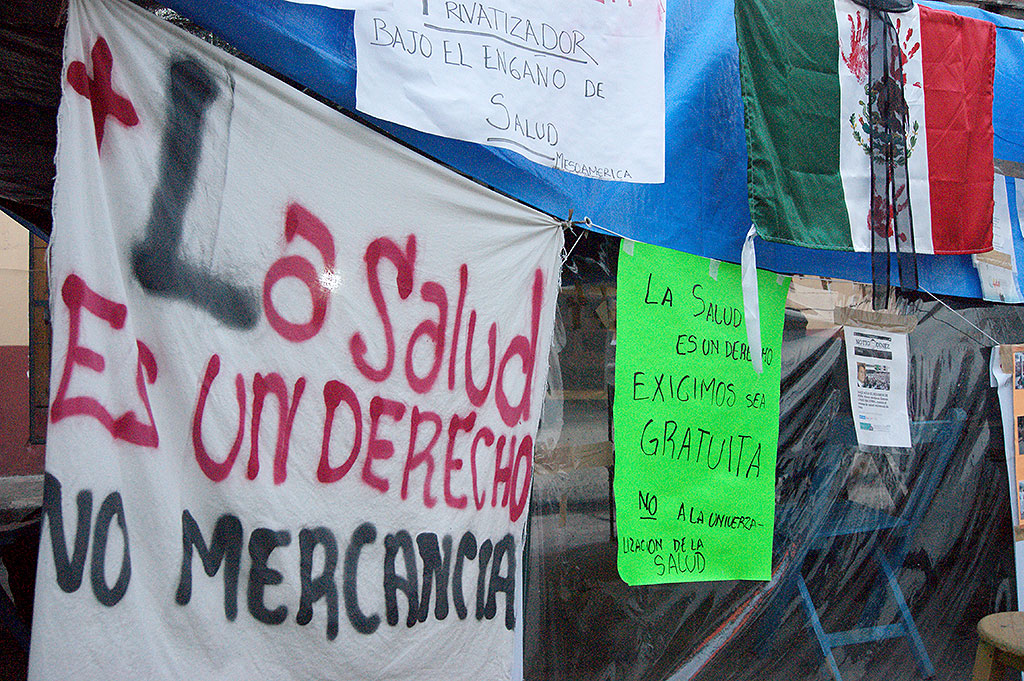 PRIVATIZADOR
BAJO EL ENGAÑO DE
SALUD
MESOAMERICA
La Salud
Es UN DERECHO
NO MERCANCIA
LA SALUD
ES UN DERECHO
EXIGIMOS SEA
GRATUITA
NO A LA UNIVERZA-
LIZACION DE LA
SALUD